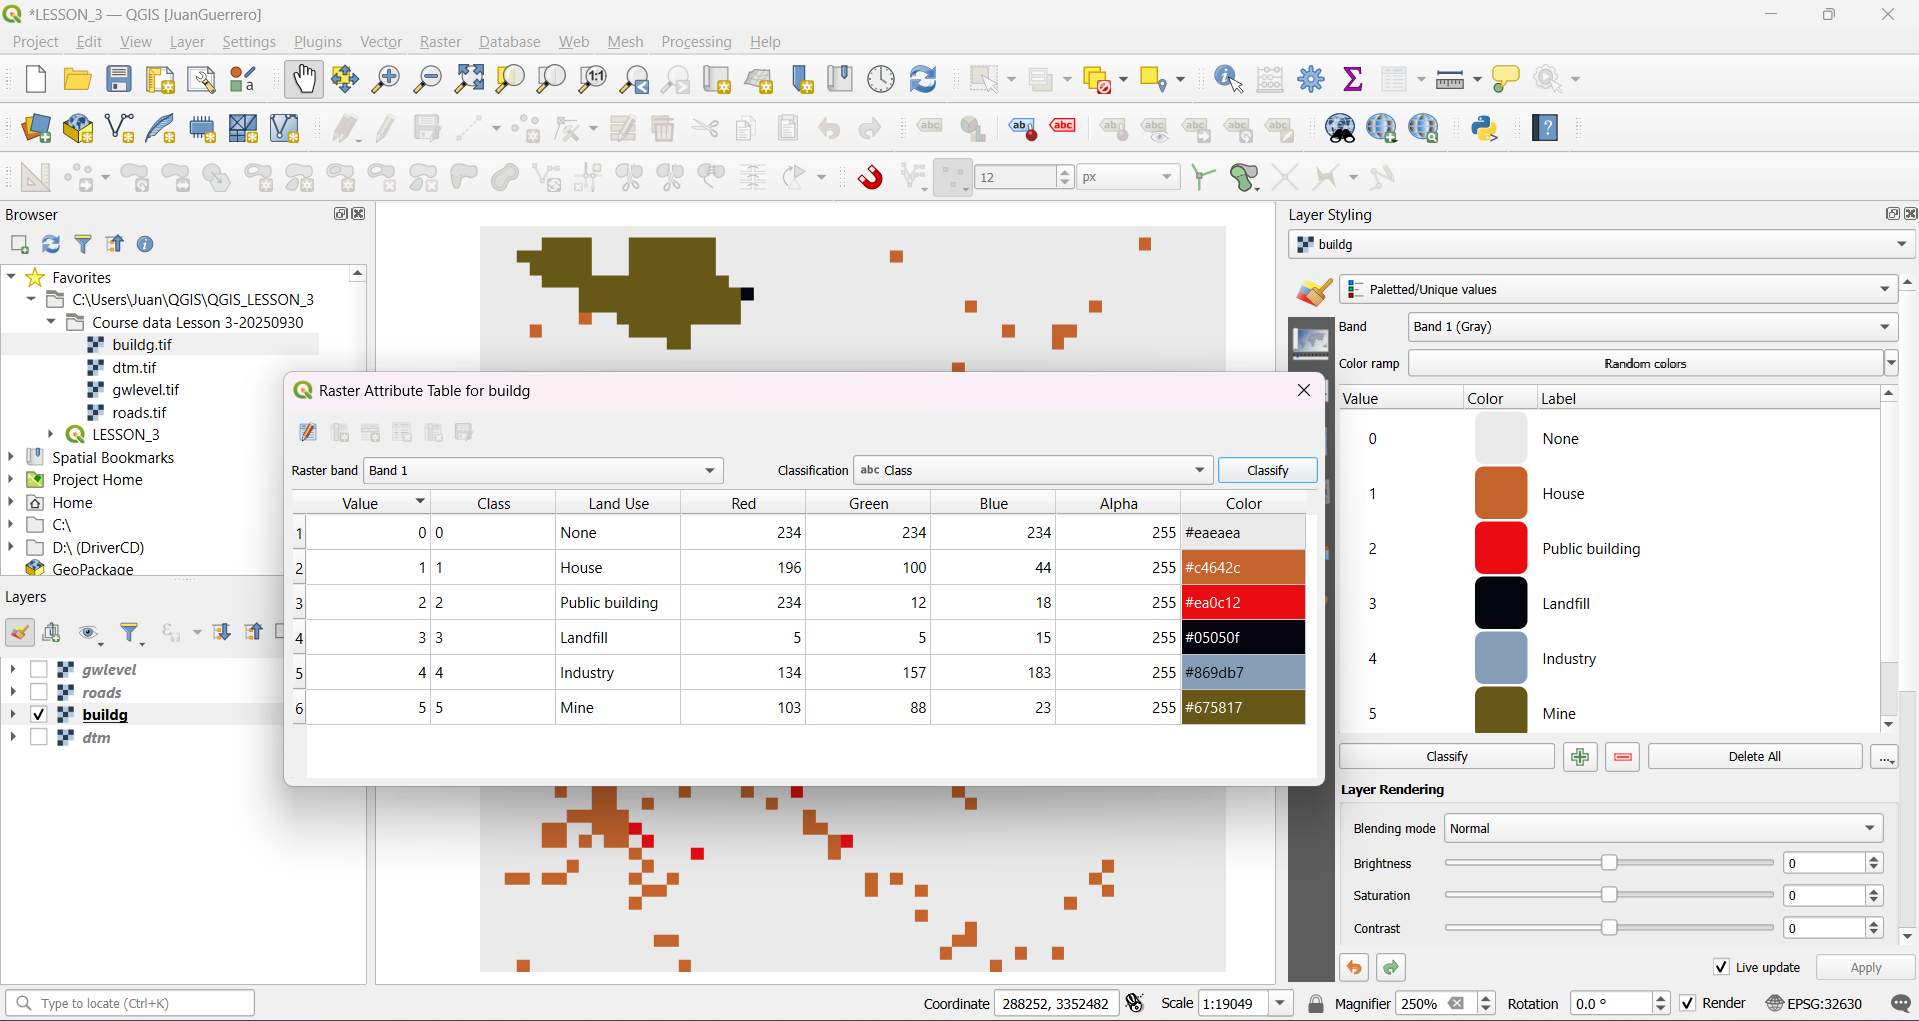 *LESSON_3 — QGIS [JuanGuerrero]
Project Edit View Layer Settings Plugins Vector Raster Database Web Mesh Processing Help
1:1
abc ab abc ab abc abc abc abc
?
12 px
Browser
Favorites
C:\Users\Juan\QGIS\QGIS_LESSON_3
Course data Lesson 3-20250930
buildg.tif
dtm.tif
gwlevel.tif
roads.tif
LESSON_3
Spatial Bookmarks
Project Home
Home
C:\
D:\ (DriverCD)
GeoPackage
Layers
gwlevel
roads
buildg
dtm
Raster Attribute Table for buildg
Raster band Band 1 Classification abc Class Classify
Value Class Land Use Red Green Blue Alpha Color
1 0 0 None 234 234 234 255 #eaeaea
2 1 1 House 196 100 44 255 #c4642c
3 2 2 Public building 234 12 18 255 #ea0c12
4 3 3 Landfill 5 5 15 255 #05050f
5 4 4 Industry 134 157 183 255 #869db7
6 5 5 Mine 103 88 23 255 #675817
Layer Styling
buildg
Paletted/Unique values
Band Band 1 (Gray)
Color ramp Random colors
Value Color Label
0 None
1 House
2 Public building
3 Landfill
4 Industry
5 Mine
Classify Delete All ...
Layer Rendering
Blending mode Normal
Brightness 0
Saturation 0
Contrast 0
Live update Apply
Type to locate (Ctrl+K) Coordinate 288252, 3352482 Scale 1:19049 Magnifier 250% Rotation 0.0 ° Render EPSG:32630